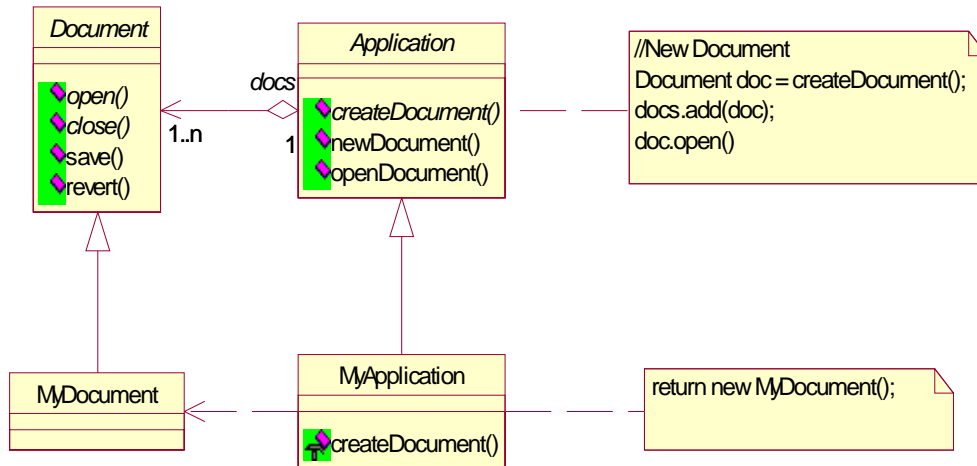 Document
open()
close()
save()
revert()
docs
1..n
1
Application
createDocument()
newDocument()
openDocument()
//New Document
Document doc = createDocument();
docs.add(doc);
doc.open()
MyDocument
MyApplication
createDocument()
return new MyDocument();